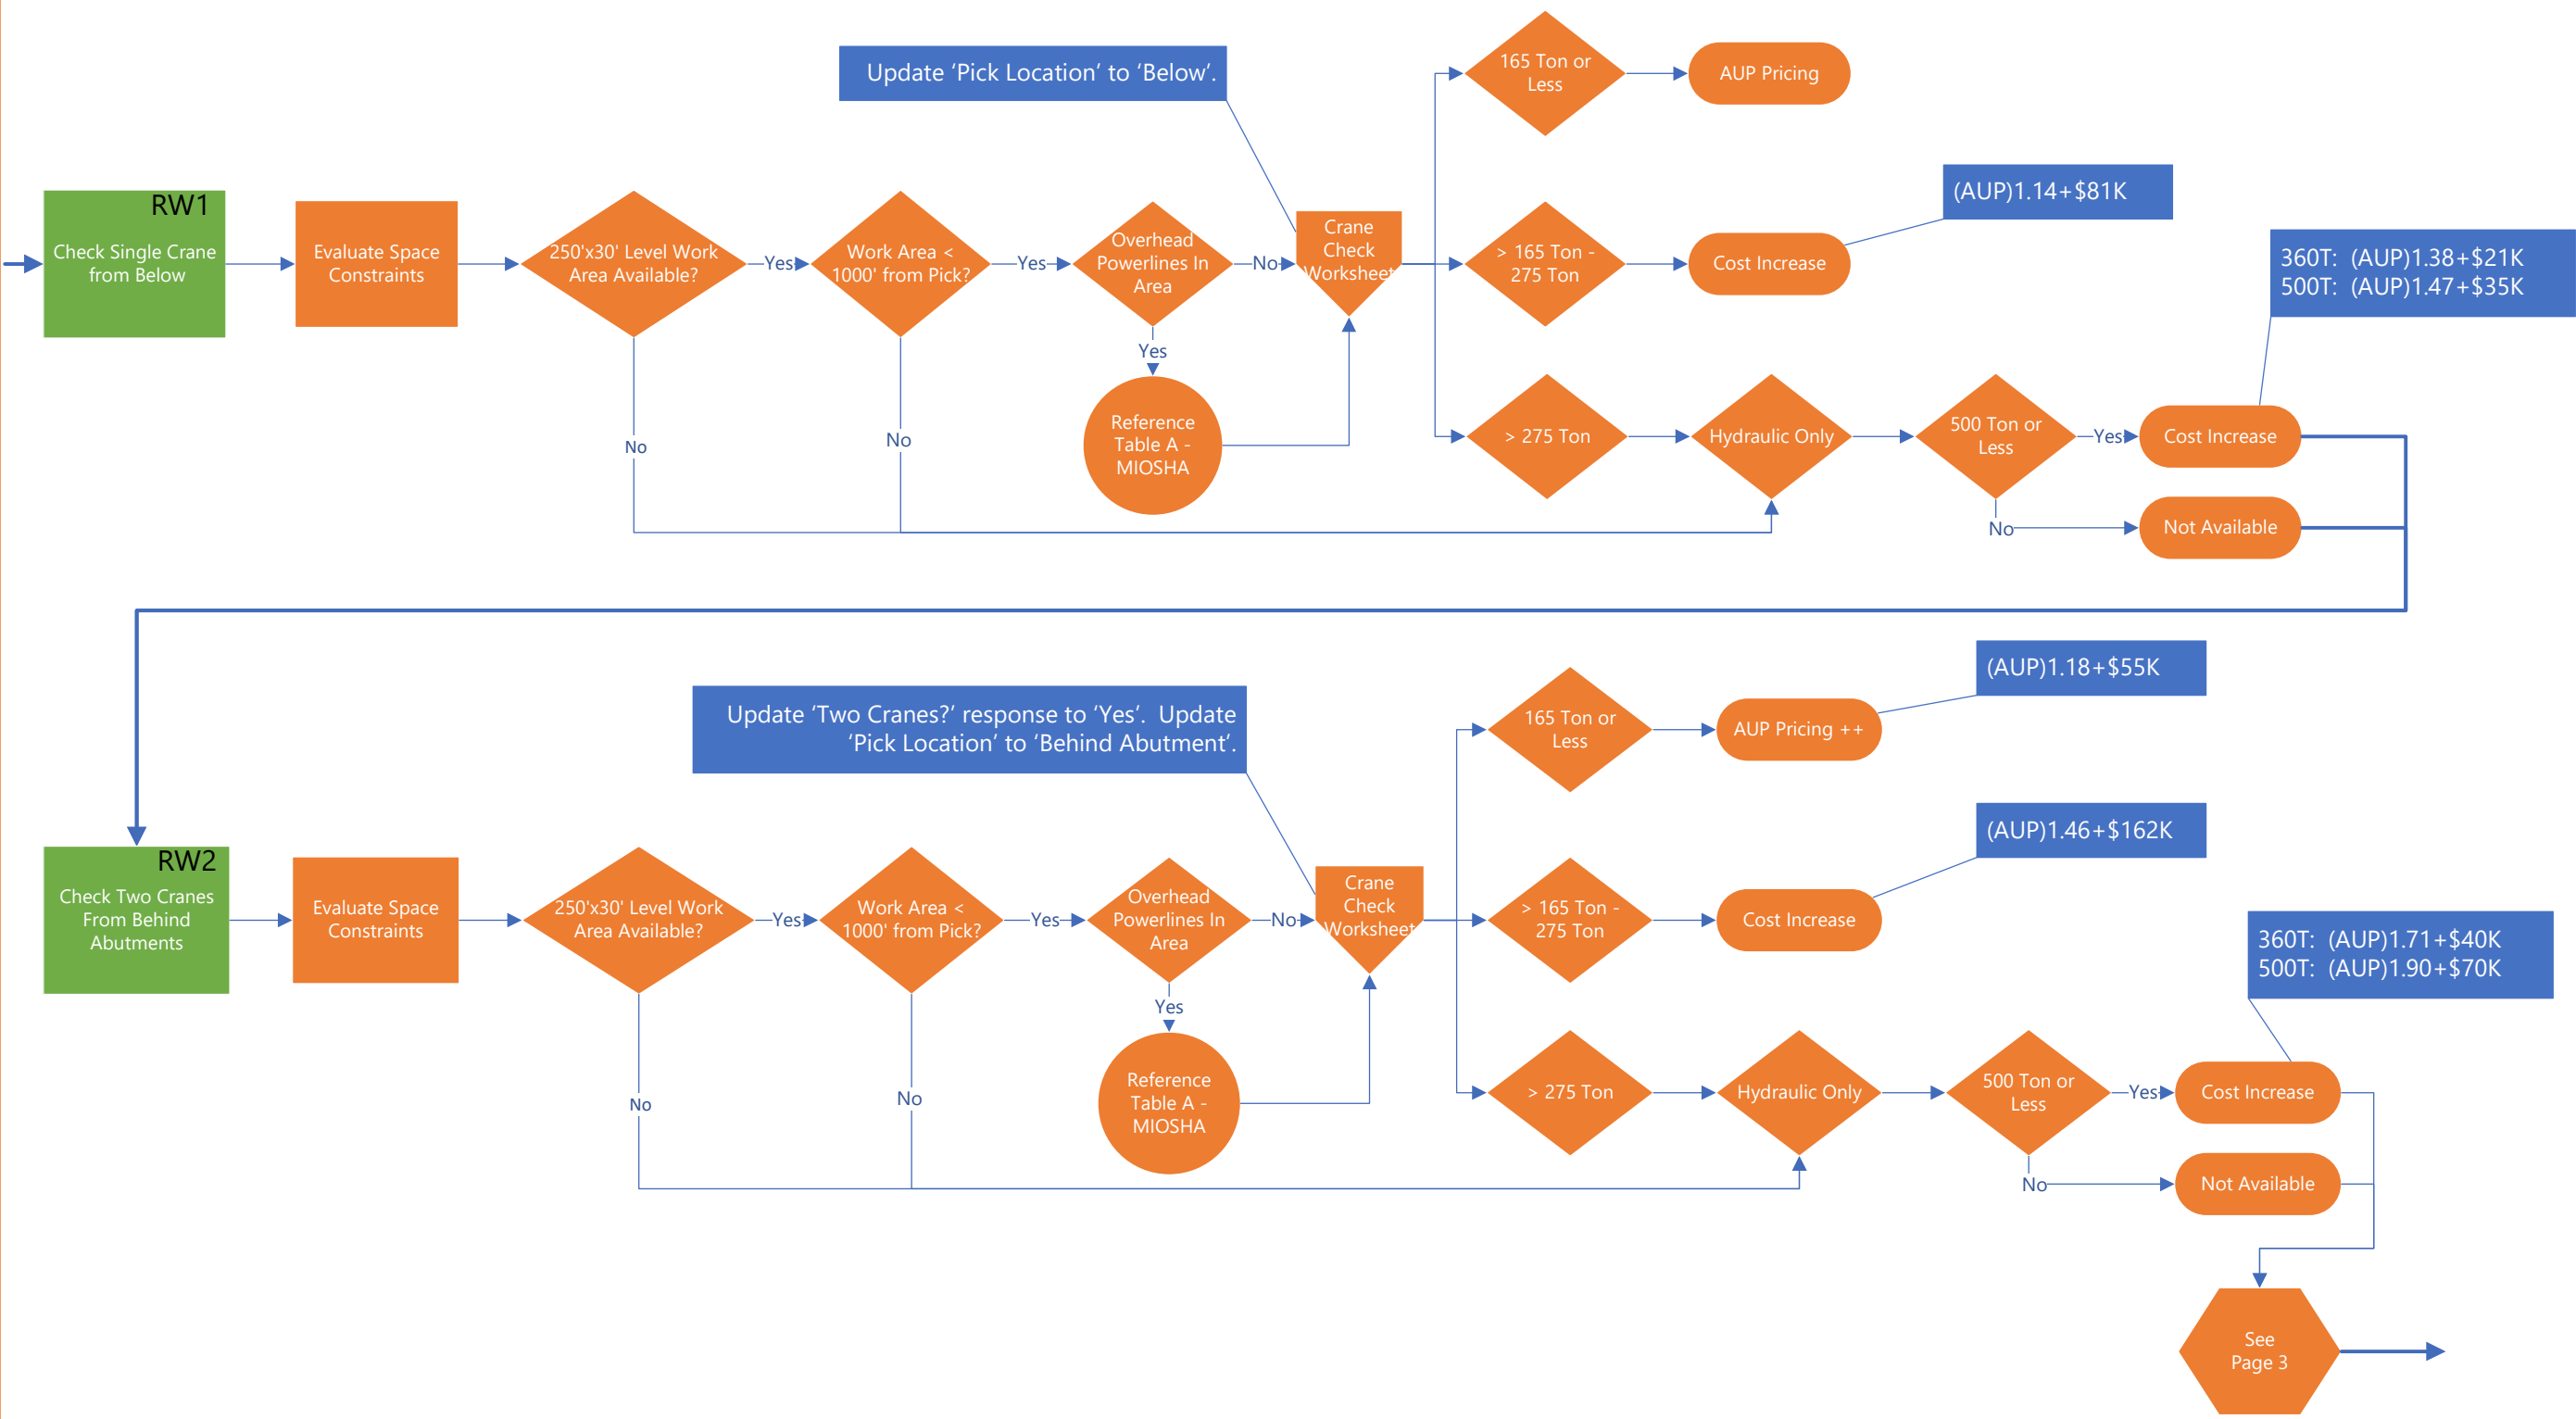 Update ‘Pick Location’ to ‘Below’.
165 Ton or
Less
AUP Pricing
RW1
Check Single Crane
from Below
Evaluate Space
Constraints
250'x30' Level Work
Area Available?
Yes
Work Area <
1000' from Pick?
Yes
Overhead
Powerlines In
Area
No
Crane
Check
Worksheet
> 165 Ton -
275 Ton
Cost Increase
(AUP)1.14+$81K
360T:  (AUP)1.38+$21K
500T:  (AUP)1.47+$35K
No
No
Yes
Reference
Table A -
MIOSHA
> 275 Ton
Hydraulic Only
500 Ton or
Less
Yes
Cost Increase
No
Not Available
Update ‘Two Cranes?’ response to ‘Yes’.  Update
‘Pick Location’ to ‘Behind Abutment’.
165 Ton or
Less
AUP Pricing ++
(AUP)1.18+$55K
RW2
Check Two Cranes
From Behind
Abutments
Evaluate Space
Constraints
250'x30' Level Work
Area Available?
Yes
Work Area <
1000' from Pick?
Yes
Overhead
Powerlines In
Area
No
Crane
Check
Worksheet
> 165 Ton -
275 Ton
Cost Increase
(AUP)1.46+$162K
360T:  (AUP)1.71+$40K
500T:  (AUP)1.90+$70K
No
No
Yes
Reference
Table A -
MIOSHA
> 275 Ton
Hydraulic Only
500 Ton or
Less
Yes
Cost Increase
No
Not Available
See
Page 3